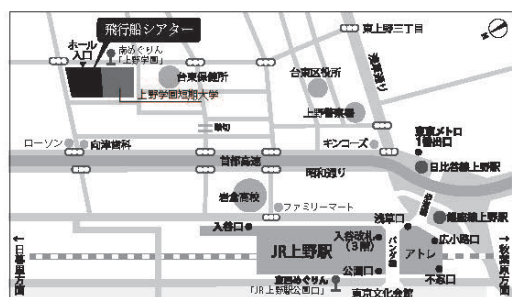 飛行船シアター
ホール
入口
南めぐりん
「上野学園」
台東保健所
上野学園短期大学
東上野三丁目
浅草通り
台東区役所
上野警察署
ローソン
向津歯科
キンコーズ
東京メトロ
1番出口
首都高速
昭和通り
日比谷線上野駅
岩倉高校
ファミリーマート
銀座線上野駅
入谷口
浅草口
JR上野駅
入谷改札
(3階)
パンダ橋
広小路口
アトレ
公園口
不忍口
東西めぐりん
「JR上野駅公園口」
東京文化会館
←日暮里方面
→秋葉原方面
N